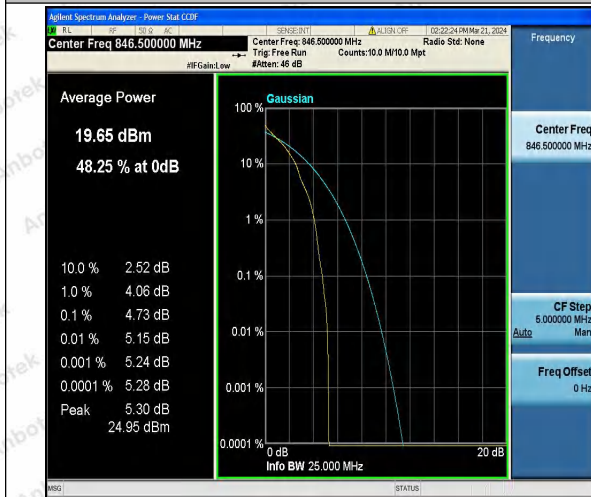 Agilent Spectrum Analyzer - Power Stat CCDF
RL RF 50 Ω AC SENSE:INT ALIGN OFF 02:22:24 PM Mar 21, 2024
Center Freq 846.500000 MHz
Center Freq: 846.500000 MHz Radio Std: None
Trig: Free Run Counts:10.0 M/10.0 Mpt
#IFGain:Low #Atten: 46 dB
Frequency
Average Power
19.65 dBm
48.25 % at 0dB
10.0 % 2.52 dB
1.0 % 4.06 dB
0.1 % 4.73 dB
0.01 % 5.15 dB
0.001 % 5.24 dB
0.0001 % 5.28 dB
Peak 5.30 dB
24.95 dBm
Gaussian
100 %
10 %
1 %
0.1 %
0.01 %
0.001 %
0.0001 %
0 dB 20 dB
Info BW 25.000 MHz
Center Freq
846.500000 MHz
CF Step
5.000000 MHz
Auto Man
Freq Offset
0 Hz
MSG STATUS